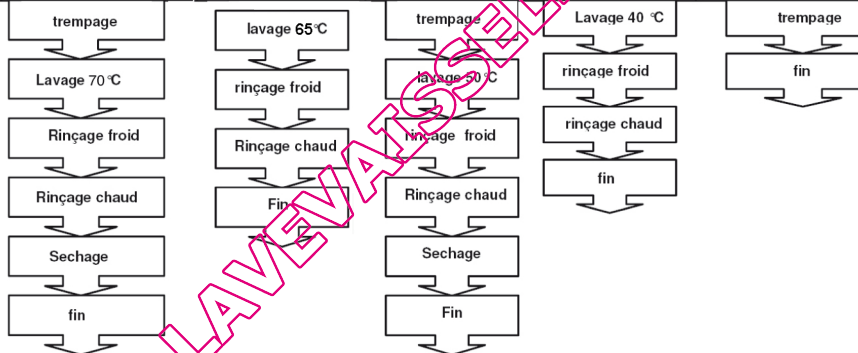 trempage
Lavage 70°C
Rinçage froid
Rinçage chaud
Sechage
fin
lavage 65°C
rinçage froid
Rinçage chaud
Fin
trempage
lavage 50°C
rinçage froid
Rinçage chaud
Sechage
Fin
Lavage 40 °C
rinçage froid
rinçage chaud
fin
trempage
fin